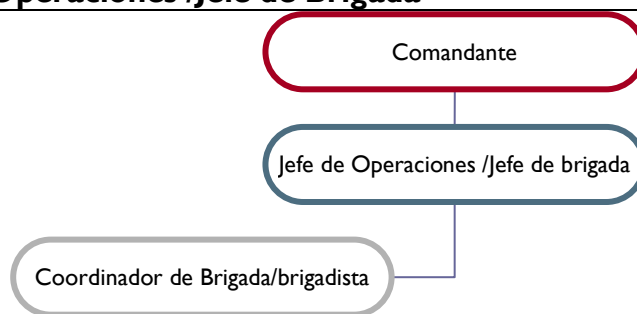 Operaciones /Jefe de Brigada
Comandante
Jefe de Operaciones /Jefe de brigada
Coordinador de Brigada/brigadista